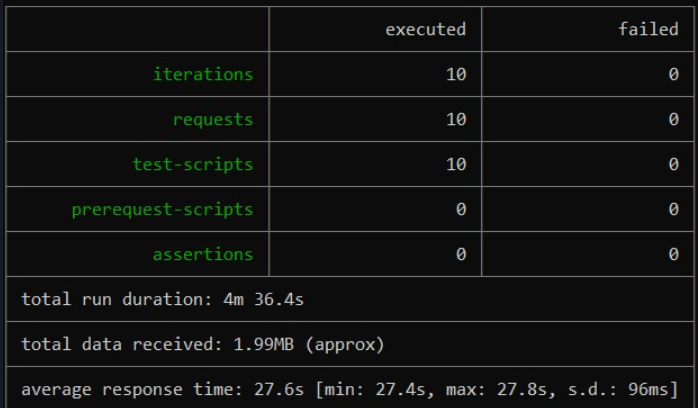 executed failed
iterations 10 0
requests 10 0
test-scripts 10 0
prerequest-scripts 0 0
assertions 0 0
total run duration: 4m 36.4s
total data received: 1.99MB (approx)
average response time: 27.6s [min: 27.4s, max: 27.8s, s.d.: 96ms]